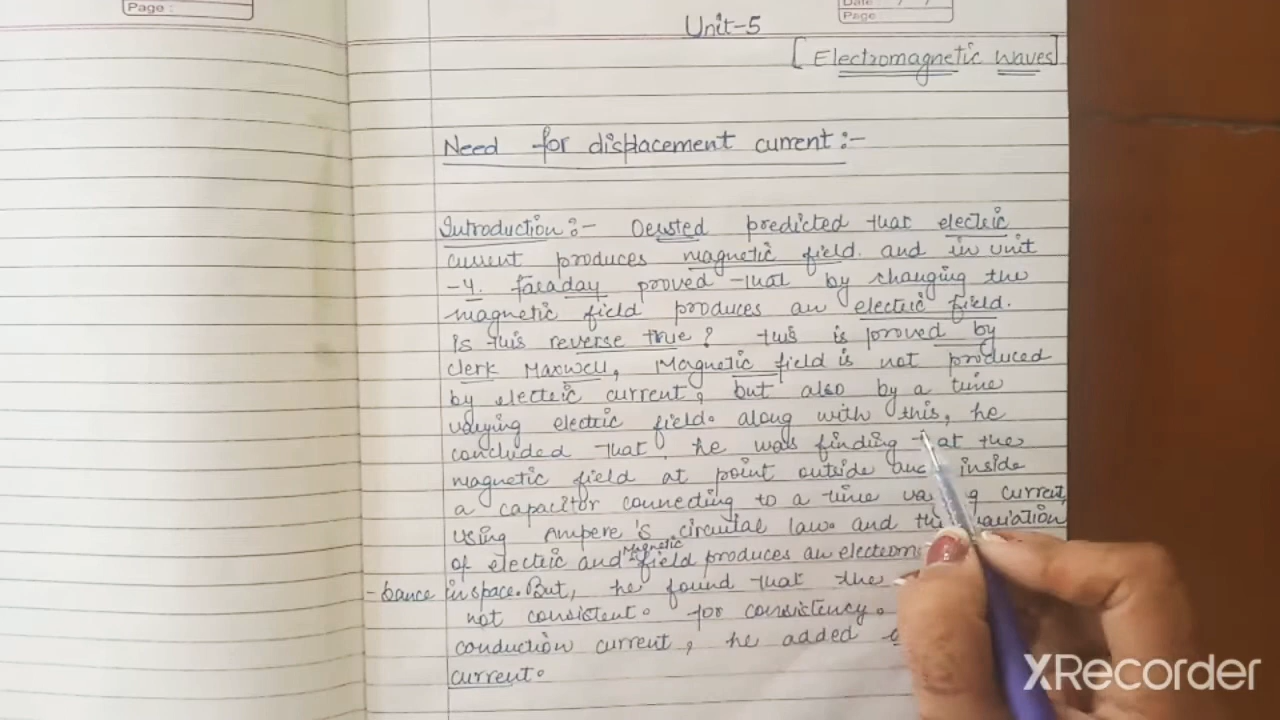 Page :
Date : / /
Page
Unit-5
[Electromagnetic Waves]
Need for displacement current:-
Introduction:- Oersted predicted that electric
current produces magnetic field. and in unit
-4. Faraday proved that by changing the
magnetic field produces an electric field.
Is this reverse true? This is proved by
clerk Maxwell, Magnetic field is not produced
by electric current, but also by a time
varying electric field. along with this, he
concluded that, he was finding that the
magnetic field at point outside and inside
a capacitor connecting to a time current
using Ampere's circuital law. and the variation
Magnetic
of electric and field produces an
-bance in space. But, he found that the
not consistent. for consistency.
conduction current, he added
current.
XRecorder